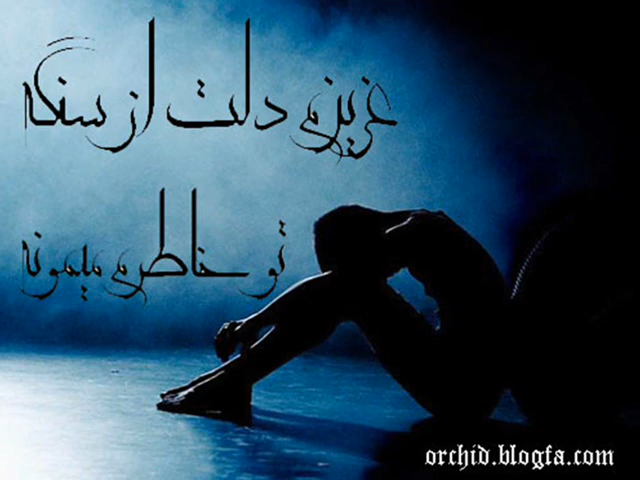 عزیزم دلت از سنگه
تو خاطرم میمونه
orchid.blogfa.com